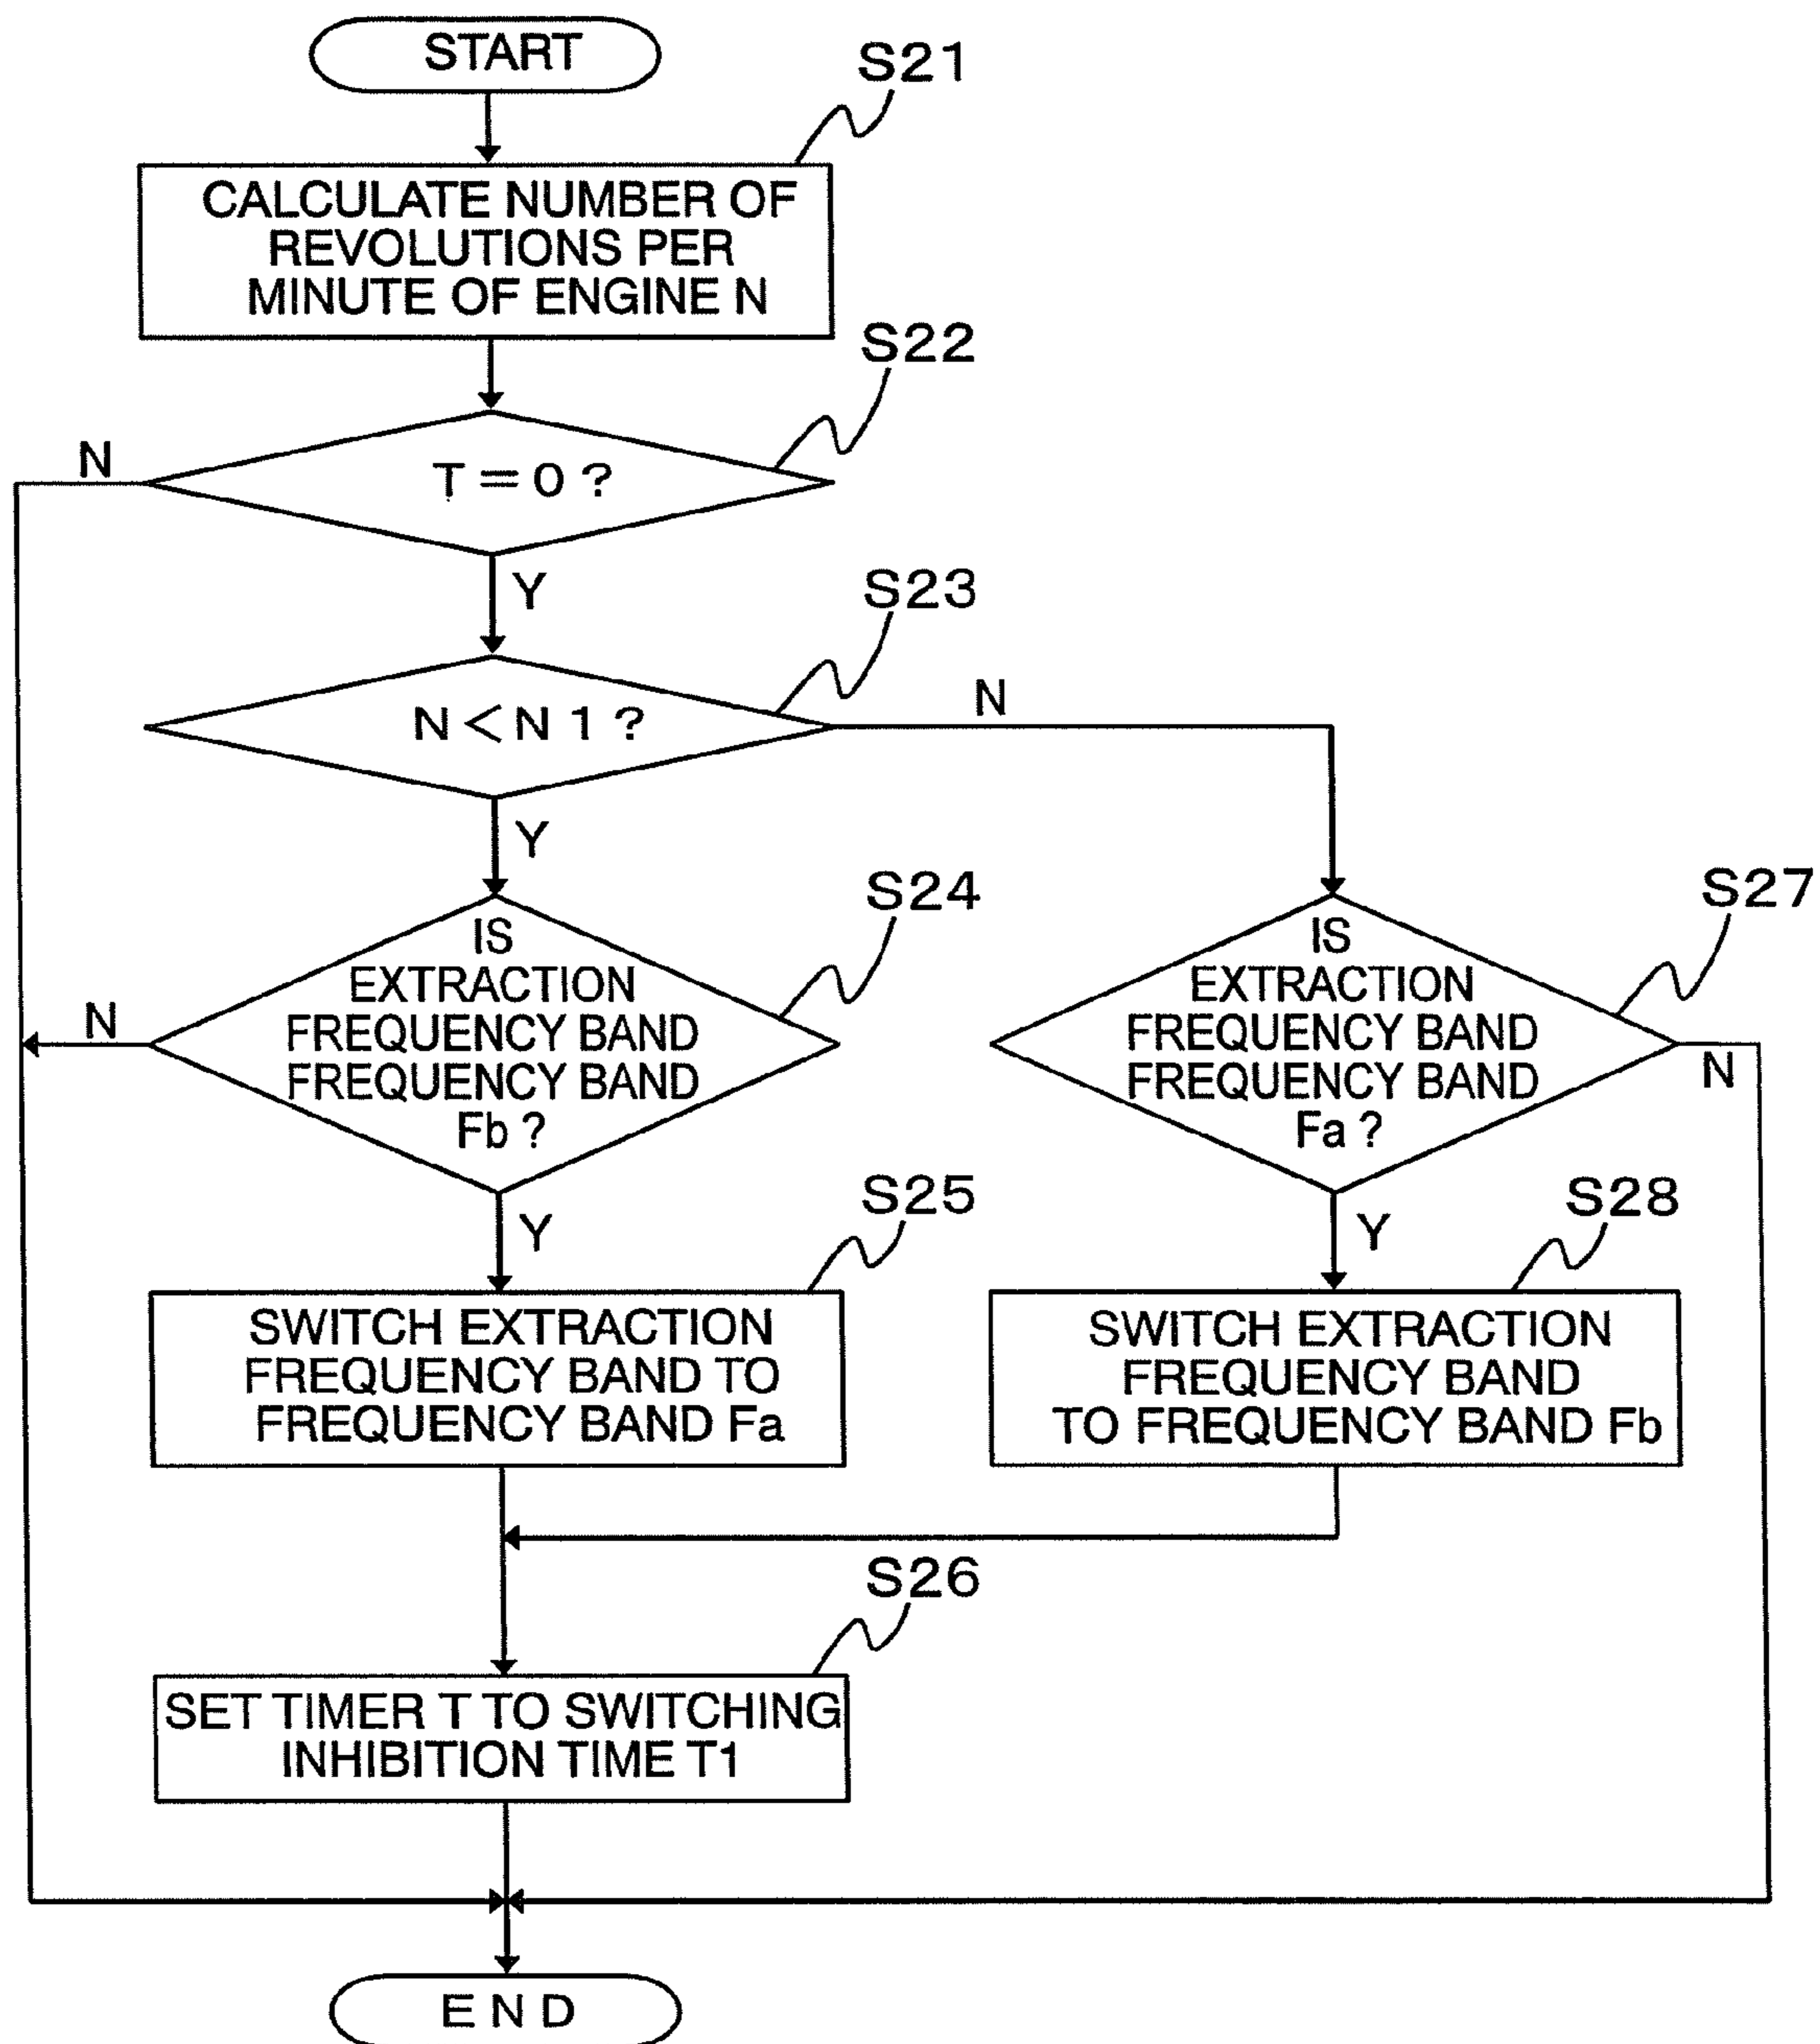 START
S21
CALCULATE NUMBER OF
REVOLUTIONS PER
MINUTE OF ENGINE N
S22
N
T=0?
Y
S23
N<N1?
N
Y
S24
IS
EXTRACTION
FREQUENCY BAND
FREQUENCY BAND
Fb?
N
Y
S27
IS
EXTRACTION
FREQUENCY BAND
FREQUENCY BAND
Fa?
N
Y
S25
SWITCH EXTRACTION
FREQUENCY BAND TO
FREQUENCY BAND Fa
S28
SWITCH EXTRACTION
FREQUENCY BAND
TO FREQUENCY BAND Fb
S26
SET TIMER T TO SWITCHING
INHIBITION TIME T1
END